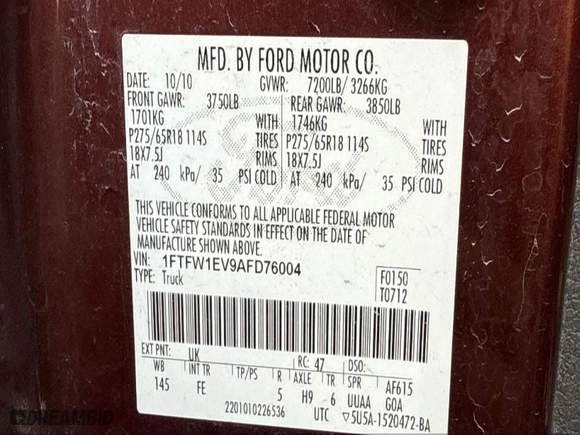 MFD. BY FORD MOTOR CO.
DATE: 10/10 GVWR: 7200LB/ 3266KG
FRONT GAWR: 3750LB REAR GAWR: 3850LB
1701KG WITH 1746KG WITH
P275/65R18 114S TIRES P275/65R18 114S TIRES
18X7.5J RIMS 18X7.5J RIMS
AT 240 kPa/ 35 PSI COLD AT 240 kPa/ 35 PSI COLD
THIS VEHICLE CONFORMS TO ALL APPLICABLE FEDERAL MOTOR
VEHICLE SAFETY STANDARDS IN EFFECT ON THE DATE OF
MANUFACTURE SHOWN ABOVE.
VIN: 1FTFW1EV9AFD76004 F0150
TYPE: Truck T0712
EXT PNT: UK RC: 47 DSO:
WB INT TR TP/PS R AXLE TR SPR AF615
145 FE 5 H9 6 UUAA GOA
2201010226536 UTC ▽5U5A-1520472-BA
DREAMBID